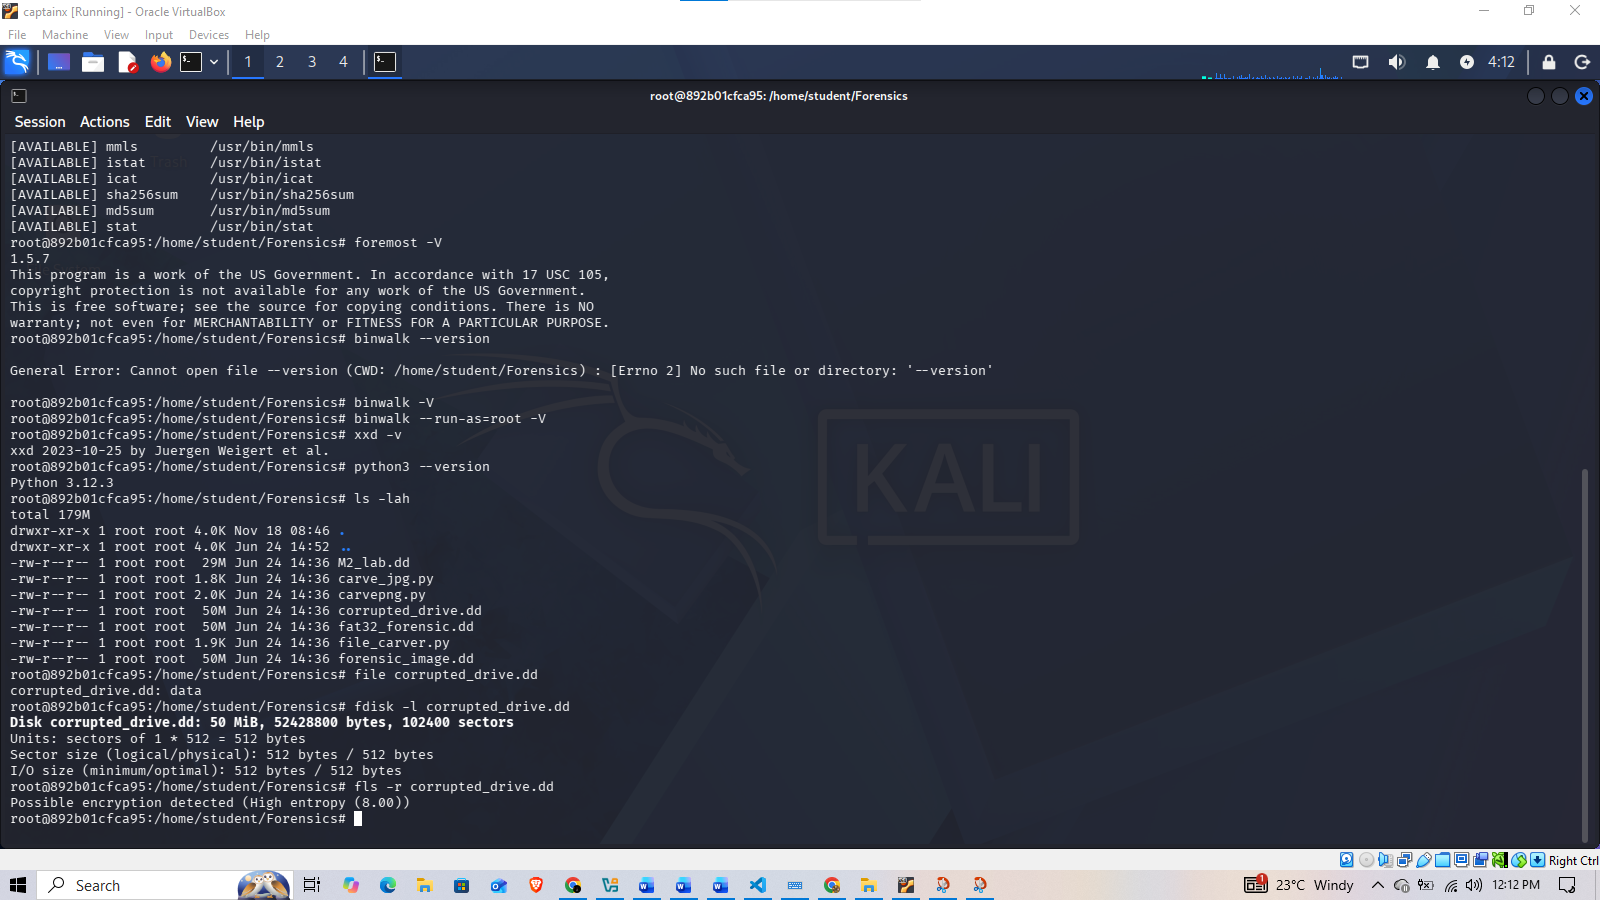 captainx [Running] - Oracle VirtualBox
File Machine View Input Devices Help
1 2 3 4
4:12
root@892b01cfca95: /home/student/Forensics
Session Actions Edit View Help
[AVAILABLE] mmls         /usr/bin/mmls
[AVAILABLE] istat        /usr/bin/istat
[AVAILABLE] icat         /usr/bin/icat
[AVAILABLE] sha256sum    /usr/bin/sha256sum
[AVAILABLE] md5sum       /usr/bin/md5sum
[AVAILABLE] stat         /usr/bin/stat
root@892b01cfca95:/home/student/Forensics# foremost -V
1.5.7
This program is a work of the US Government. In accordance with 17 USC 105,
copyright protection is not available for any work of the US Government.
This is free software; see the source for copying conditions. There is NO
warranty; not even for MERCHANTABILITY or FITNESS FOR A PARTICULAR PURPOSE.
root@892b01cfca95:/home/student/Forensics# binwalk --version
General Error: Cannot open file --version (CWD: /home/student/Forensics) : [Errno 2] No such file or directory: '--version'
root@892b01cfca95:/home/student/Forensics# binwalk -V
root@892b01cfca95:/home/student/Forensics# binwalk --run-as=root -V
root@892b01cfca95:/home/student/Forensics# xxd -v
xxd 2023-10-25 by Juergen Weigert et al.
root@892b01cfca95:/home/student/Forensics# python3 --version
Python 3.12.3
root@892b01cfca95:/home/student/Forensics# ls -lah
total 179M
drwxr-xr-x 1 root root 4.0K Nov 18 08:46 .
drwxr-xr-x 1 root root 4.0K Jun 24 14:52 ..
-rw-r--r-- 1 root root  29M Jun 24 14:36 M2_lab.dd
-rw-r--r-- 1 root root 1.8K Jun 24 14:36 carve_jpg.py
-rw-r--r-- 1 root root 2.0K Jun 24 14:36 carvepng.py
-rw-r--r-- 1 root root  50M Jun 24 14:36 corrupted_drive.dd
-rw-r--r-- 1 root root  50M Jun 24 14:36 fat32_forensic.dd
-rw-r--r-- 1 root root 1.9K Jun 24 14:36 file_carver.py
-rw-r--r-- 1 root root  50M Jun 24 14:36 forensic_image.dd
root@892b01cfca95:/home/student/Forensics# file corrupted_drive.dd
corrupted_drive.dd: data
root@892b01cfca95:/home/student/Forensics# fdisk -l corrupted_drive.dd
Disk corrupted_drive.dd: 50 MiB, 52428800 bytes, 102400 sectors
Units: sectors of 1 * 512 = 512 bytes
Sector size (logical/physical): 512 bytes / 512 bytes
I/O size (minimum/optimal): 512 bytes / 512 bytes
root@892b01cfca95:/home/student/Forensics# fls -r corrupted_drive.dd
Possible encryption detected (High entropy (8.00))
root@892b01cfca95:/home/student/Forensics#
KALI
Right Ctrl
Search
1
23°C Windy
12:12 PM